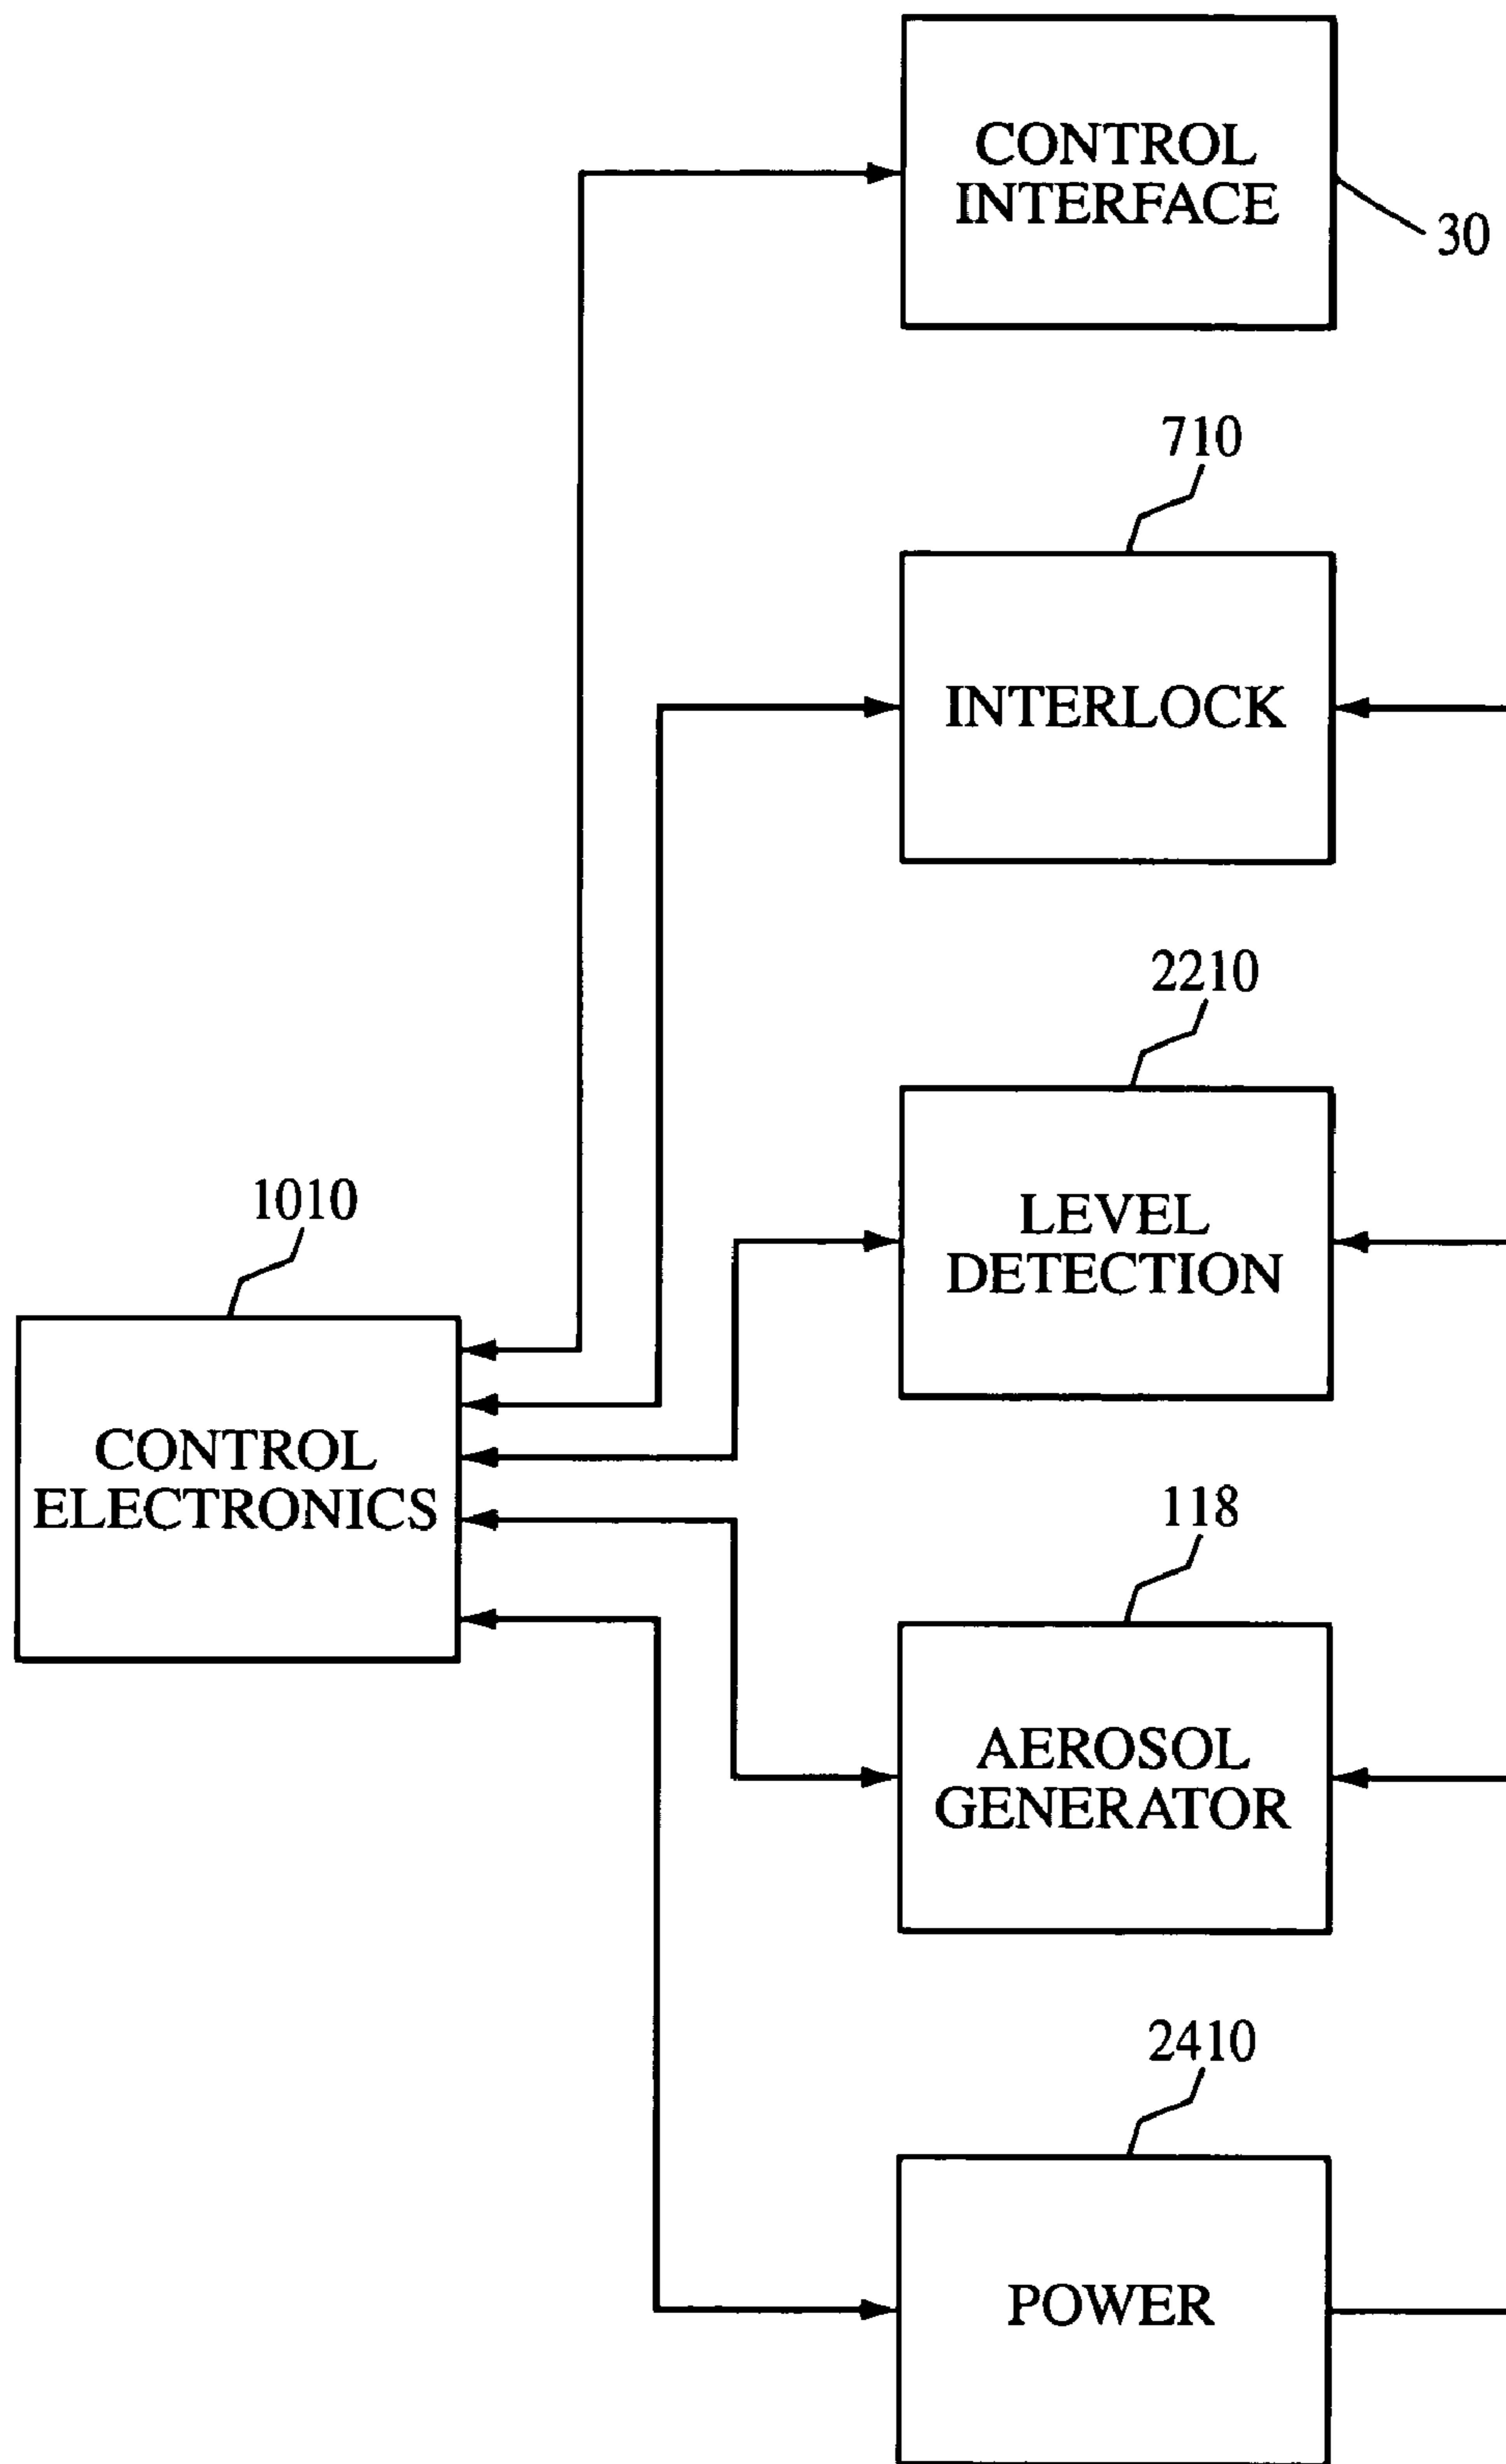 CONTROL
INTERFACE
30
710
INTERLOCK
2210
LEVEL
DETECTION
1010
CONTROL
ELECTRONICS
118
AEROSOL
GENERATOR
2410
POWER